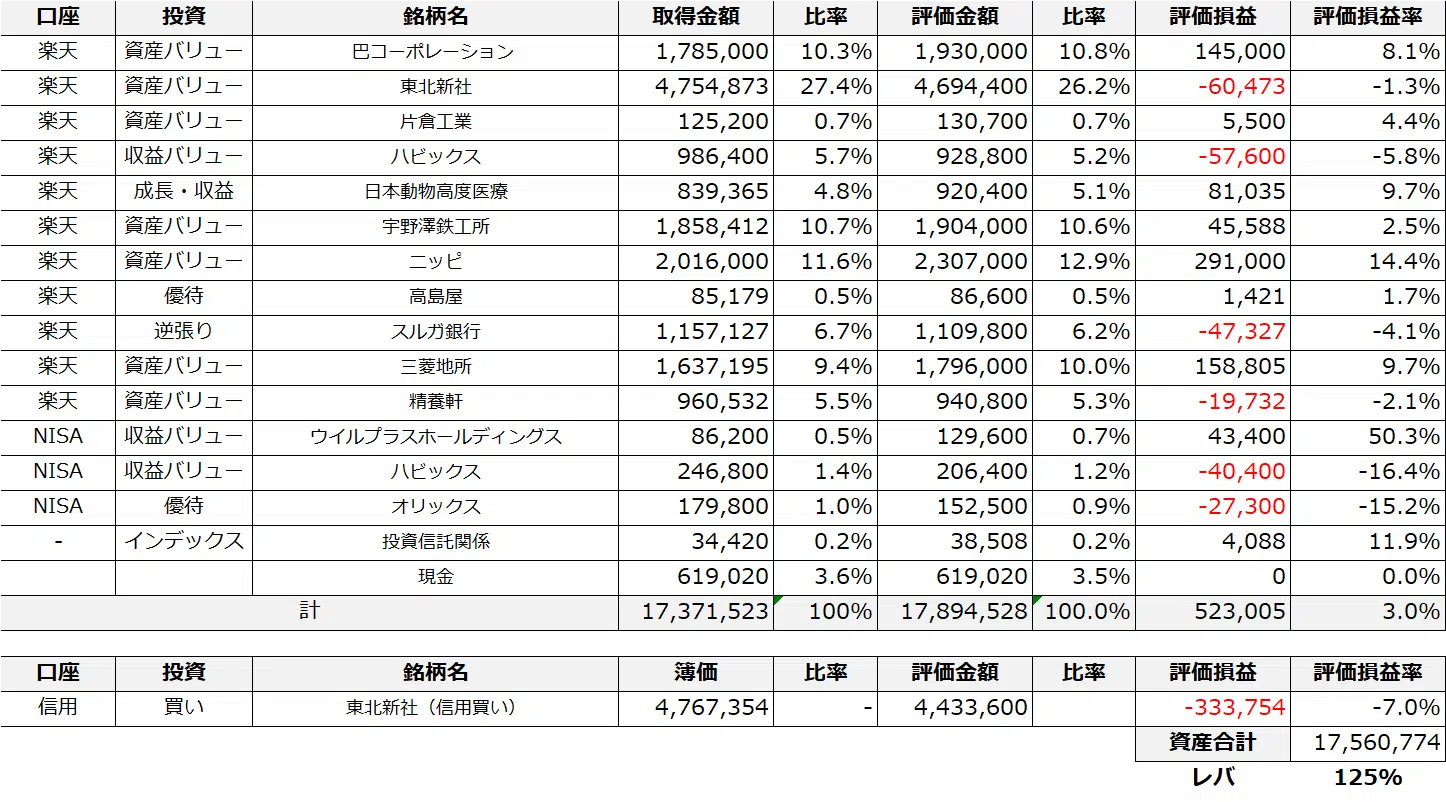 口座 投資 銘柄名 取得金額 比率 評価金額 比率 評価損益 評価損益率
楽天 資産バリュー 巴コーポレーション 1,785,000 10.3% 1,930,000 10.8% 145,000 8.1%
楽天 資産バリュー 東北新社 4,754,873 27.4% 4,694,400 26.2% -60,473 -1.3%
楽天 資産バリュー 片倉工業 125,200 0.7% 130,700 0.7% 5,500 4.4%
楽天 収益バリュー ハビックス 986,400 5.7% 928,800 5.2% -57,600 -5.8%
楽天 成長・収益 日本動物高度医療 839,365 4.8% 920,400 5.1% 81,035 9.7%
楽天 資産バリュー 宇野澤鉄工所 1,858,412 10.7% 1,904,000 10.6% 45,588 2.5%
楽天 資産バリュー ニッピ 2,016,000 11.6% 2,307,000 12.9% 291,000 14.4%
楽天 優待 高島屋 85,179 0.5% 86,600 0.5% 1,421 1.7%
楽天 逆張り スルガ銀行 1,157,127 6.7% 1,109,800 6.2% -47,327 -4.1%
楽天 資産バリュー 三菱地所 1,637,195 9.4% 1,796,000 10.0% 158,805 9.7%
楽天 資産バリュー 精養軒 960,532 5.5% 940,800 5.3% -19,732 -2.1%
NISA 収益バリュー ウイルプラスホールディングス 86,200 0.5% 129,600 0.7% 43,400 50.3%
NISA 収益バリュー ハビックス 246,800 1.4% 206,400 1.2% -40,400 -16.4%
NISA 優待 オリックス 179,800 1.0% 152,500 0.9% -27,300 -15.2%
- インデックス 投資信託関係 34,420 0.2% 38,508 0.2% 4,088 11.9%
現金 619,020 3.6% 619,020 3.5% 0 0.0%
計 17,371,523 100% 17,894,528 100.0% 523,005 3.0%
口座 投資 銘柄名 簿価 比率 評価金額 比率 評価損益 評価損益率
信用 買い 東北新社（信用買い） 4,767,354 - 4,433,600 -333,754 -7.0%
資産合計 17,560,774
レバ 125%